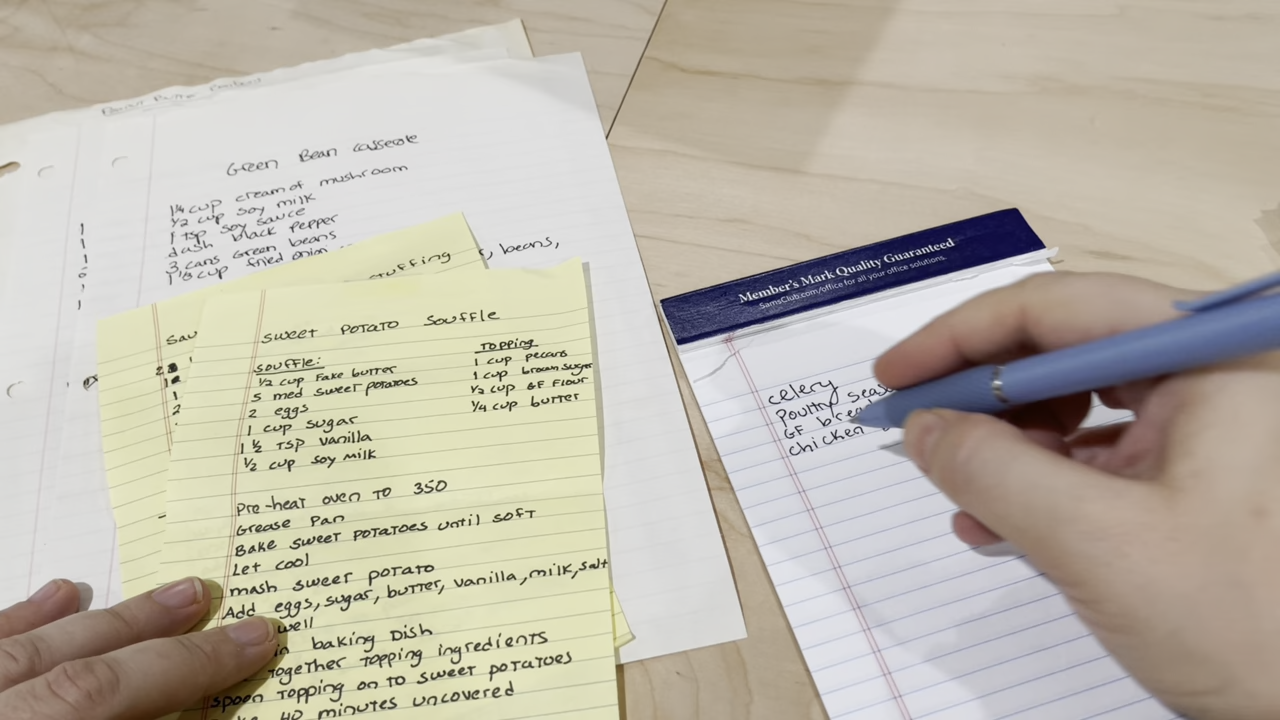 Green Bean Casserole
1¼ cup cream of mushroom
½ cup soy milk
1 tsp soy sauce
dash black pepper
3 cans green beans
1⅓ cup fried onion
stuffing
, beans,
Sweet Potato Souffle
Souffle:
½ cup Fake butter
5 med sweet potatoes
2 eggs
1 cup sugar
1 ½ TSP vanilla
½ cup soy milk
Topping
1 cup pecans
1 cup brown sugar
½ cup GF Flour
¼ cup butter
Pre-heat oven to 350
Grease Pan
Bake sweet potatoes until soft
Let cool
mash sweet potato
Add eggs, sugar, butter, vanilla, milk, salt
well
baking Dish
together topping ingredients
spoon topping on to sweet potatoes
40 minutes uncovered
Member's Mark Quality Guaranteed
SamsClub.com/office for all your office solutions.
celery
Poultry seas
GF brea
chicken